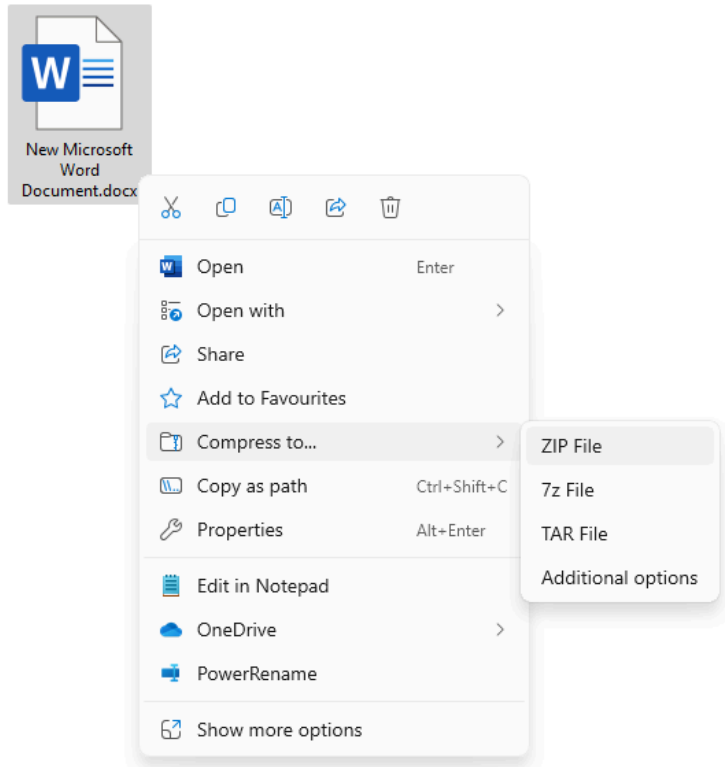 W
New Microsoft
Word
Document.docx
A
W
Open Enter
Open with
Share
Add to Favourites
Compress to...
ZIP File
7z File
Copy as path Ctrl+Shift+C
TAR File
Properties Alt+Enter
Additional options
Edit in Notepad
OneDrive
PowerRename
Show more options